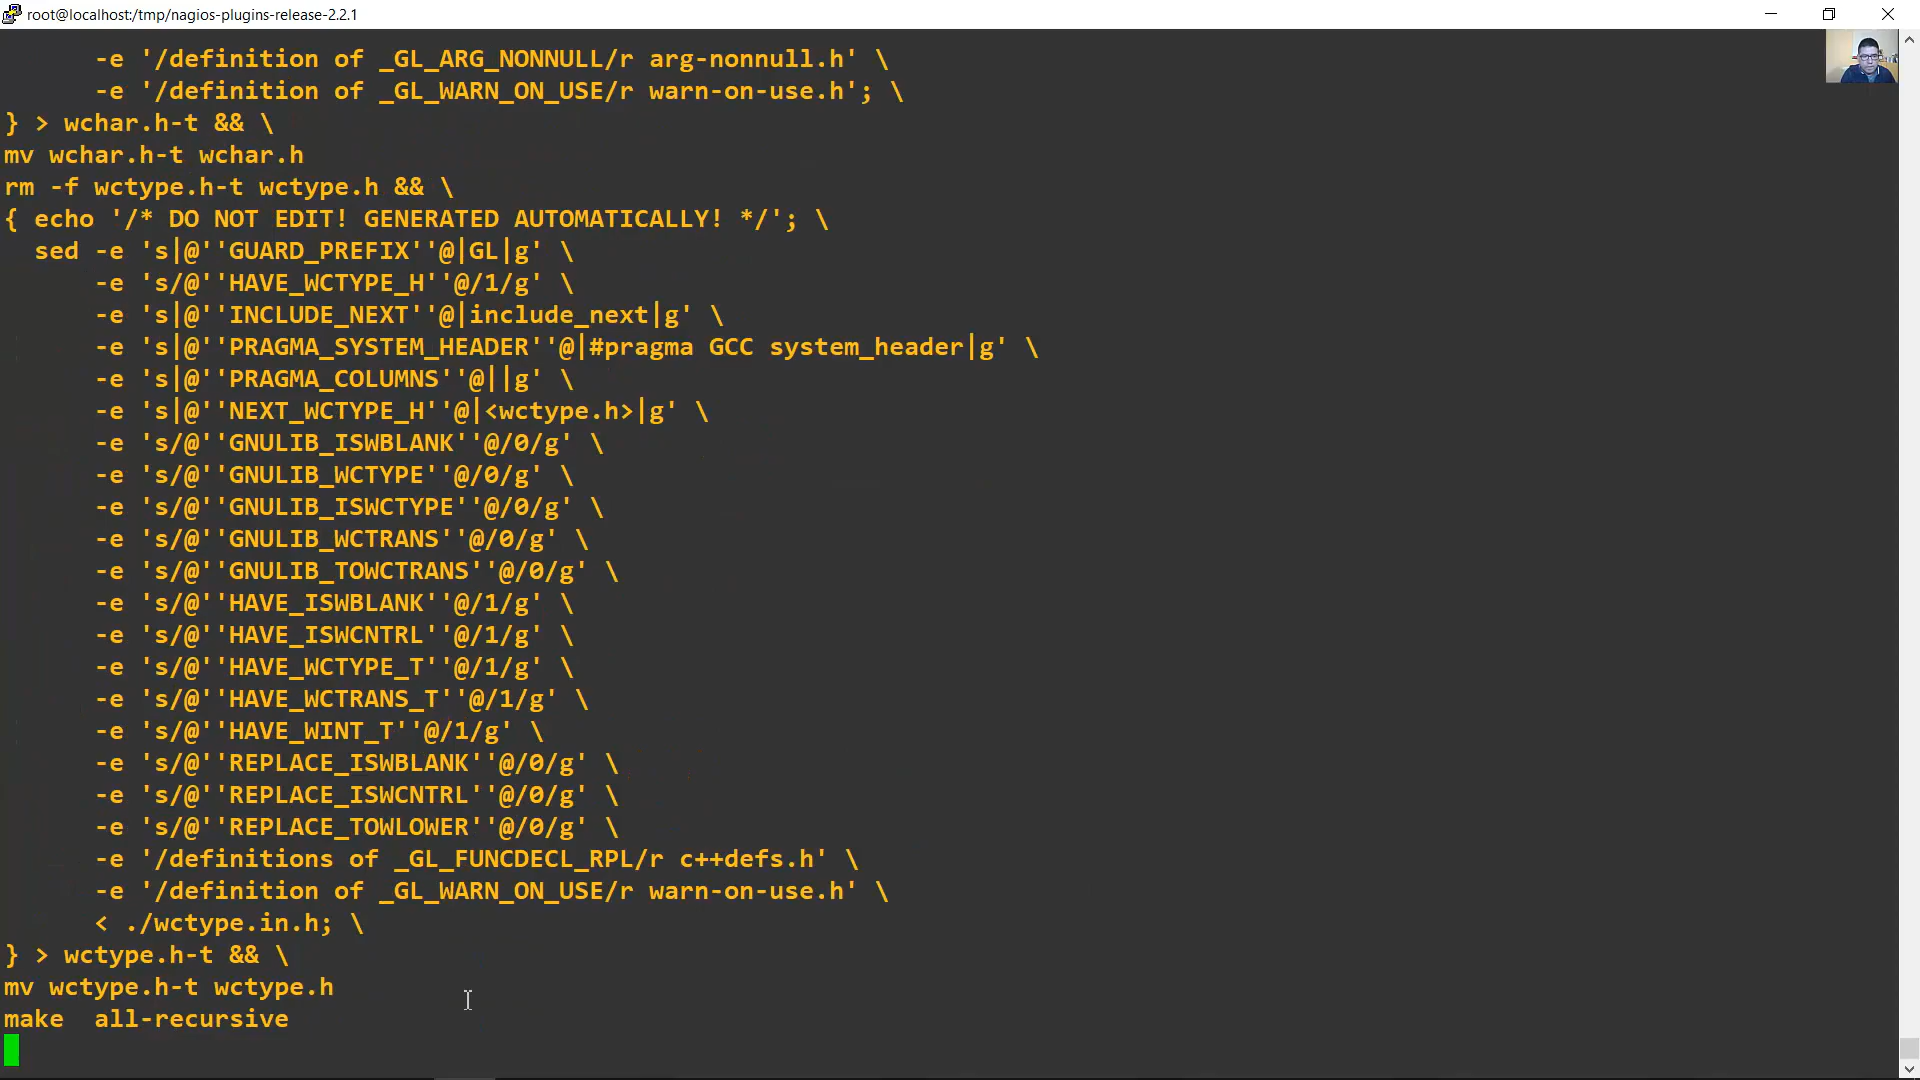 root@localhost:/tmp/nagios-plugins-release-2.2.1
-e '/definition of _GL_ARG_NONNULL/r arg-nonnull.h' \
-e '/definition of _GL_WARN_ON_USE/r warn-on-use.h'; \
} > wchar.h-t && \
mv wchar.h-t wchar.h
rm -f wctype.h-t wctype.h && \
{ echo '/* DO NOT EDIT! GENERATED AUTOMATICALLY! */'; \
sed -e 's|@''GUARD_PREFIX''@|GL|g' \
-e 's/@''HAVE_WCTYPE_H''@/1/g' \
-e 's|@''INCLUDE_NEXT''@|include_next|g' \
-e 's|@''PRAGMA_SYSTEM_HEADER''@|#pragma GCC system_header|g' \
-e 's|@''PRAGMA_COLUMNS''@||g' \
-e 's|@''NEXT_WCTYPE_H''@|<wctype.h>|g' \
-e 's/@''GNULIB_ISWBLANK''@/0/g' \
-e 's/@''GNULIB_WCTYPE''@/0/g' \
-e 's/@''GNULIB_ISWCTYPE''@/0/g' \
-e 's/@''GNULIB_WCTRANS''@/0/g' \
-e 's/@''GNULIB_TOWCTRANS''@/0/g' \
-e 's/@''HAVE_ISWBLANK''@/1/g' \
-e 's/@''HAVE_ISWCNTRL''@/1/g' \
-e 's/@''HAVE_WCTYPE_T''@/1/g' \
-e 's/@''HAVE_WCTRANS_T''@/1/g' \
-e 's/@''HAVE_WINT_T''@/1/g' \
-e 's/@''REPLACE_ISWBLANK''@/0/g' \
-e 's/@''REPLACE_ISWCNTRL''@/0/g' \
-e 's/@''REPLACE_TOWLOWER''@/0/g' \
-e '/definitions of _GL_FUNCDECL_RPL/r c++defs.h' \
-e '/definition of _GL_WARN_ON_USE/r warn-on-use.h' \
< ./wctype.in.h; \
} > wctype.h-t && \
mv wctype.h-t wctype.h
make  all-recursive